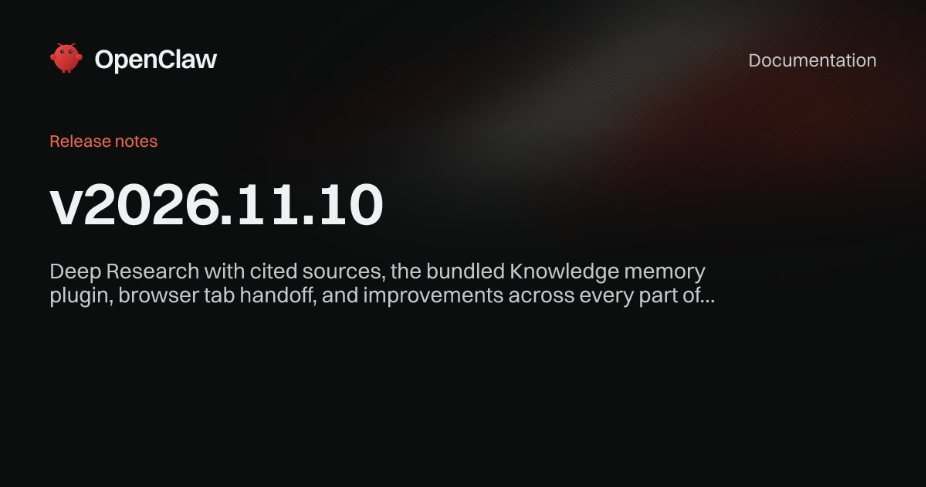 OpenClaw
Documentation
Release notes
v2026.11.10
Deep Research with cited sources, the bundled Knowledge memory
plugin, browser tab handoff, and improvements across every part of...